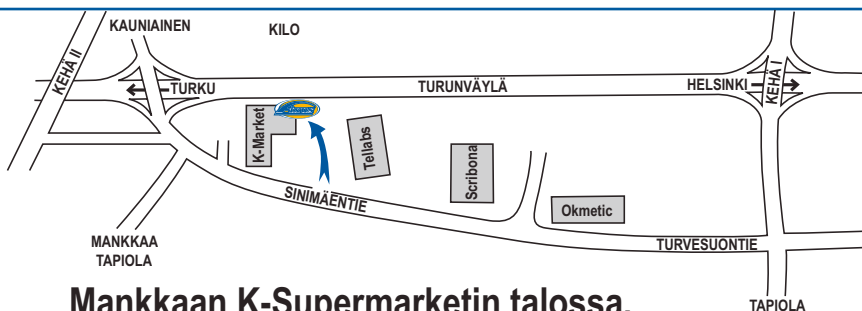 KAUNIAINEN
KILO
KEHÄ II
TURKU
TURUNVÄYLÄ
HELSINKI
KEHÄ I
K-Market
Tellabs
Scribona
Okmetic
SINIMÄENTIE
TURVESUONTIE
MANKKAA
TAPIOLA
TAPIOLA
Mankkaan K-Supermarketin talossa.